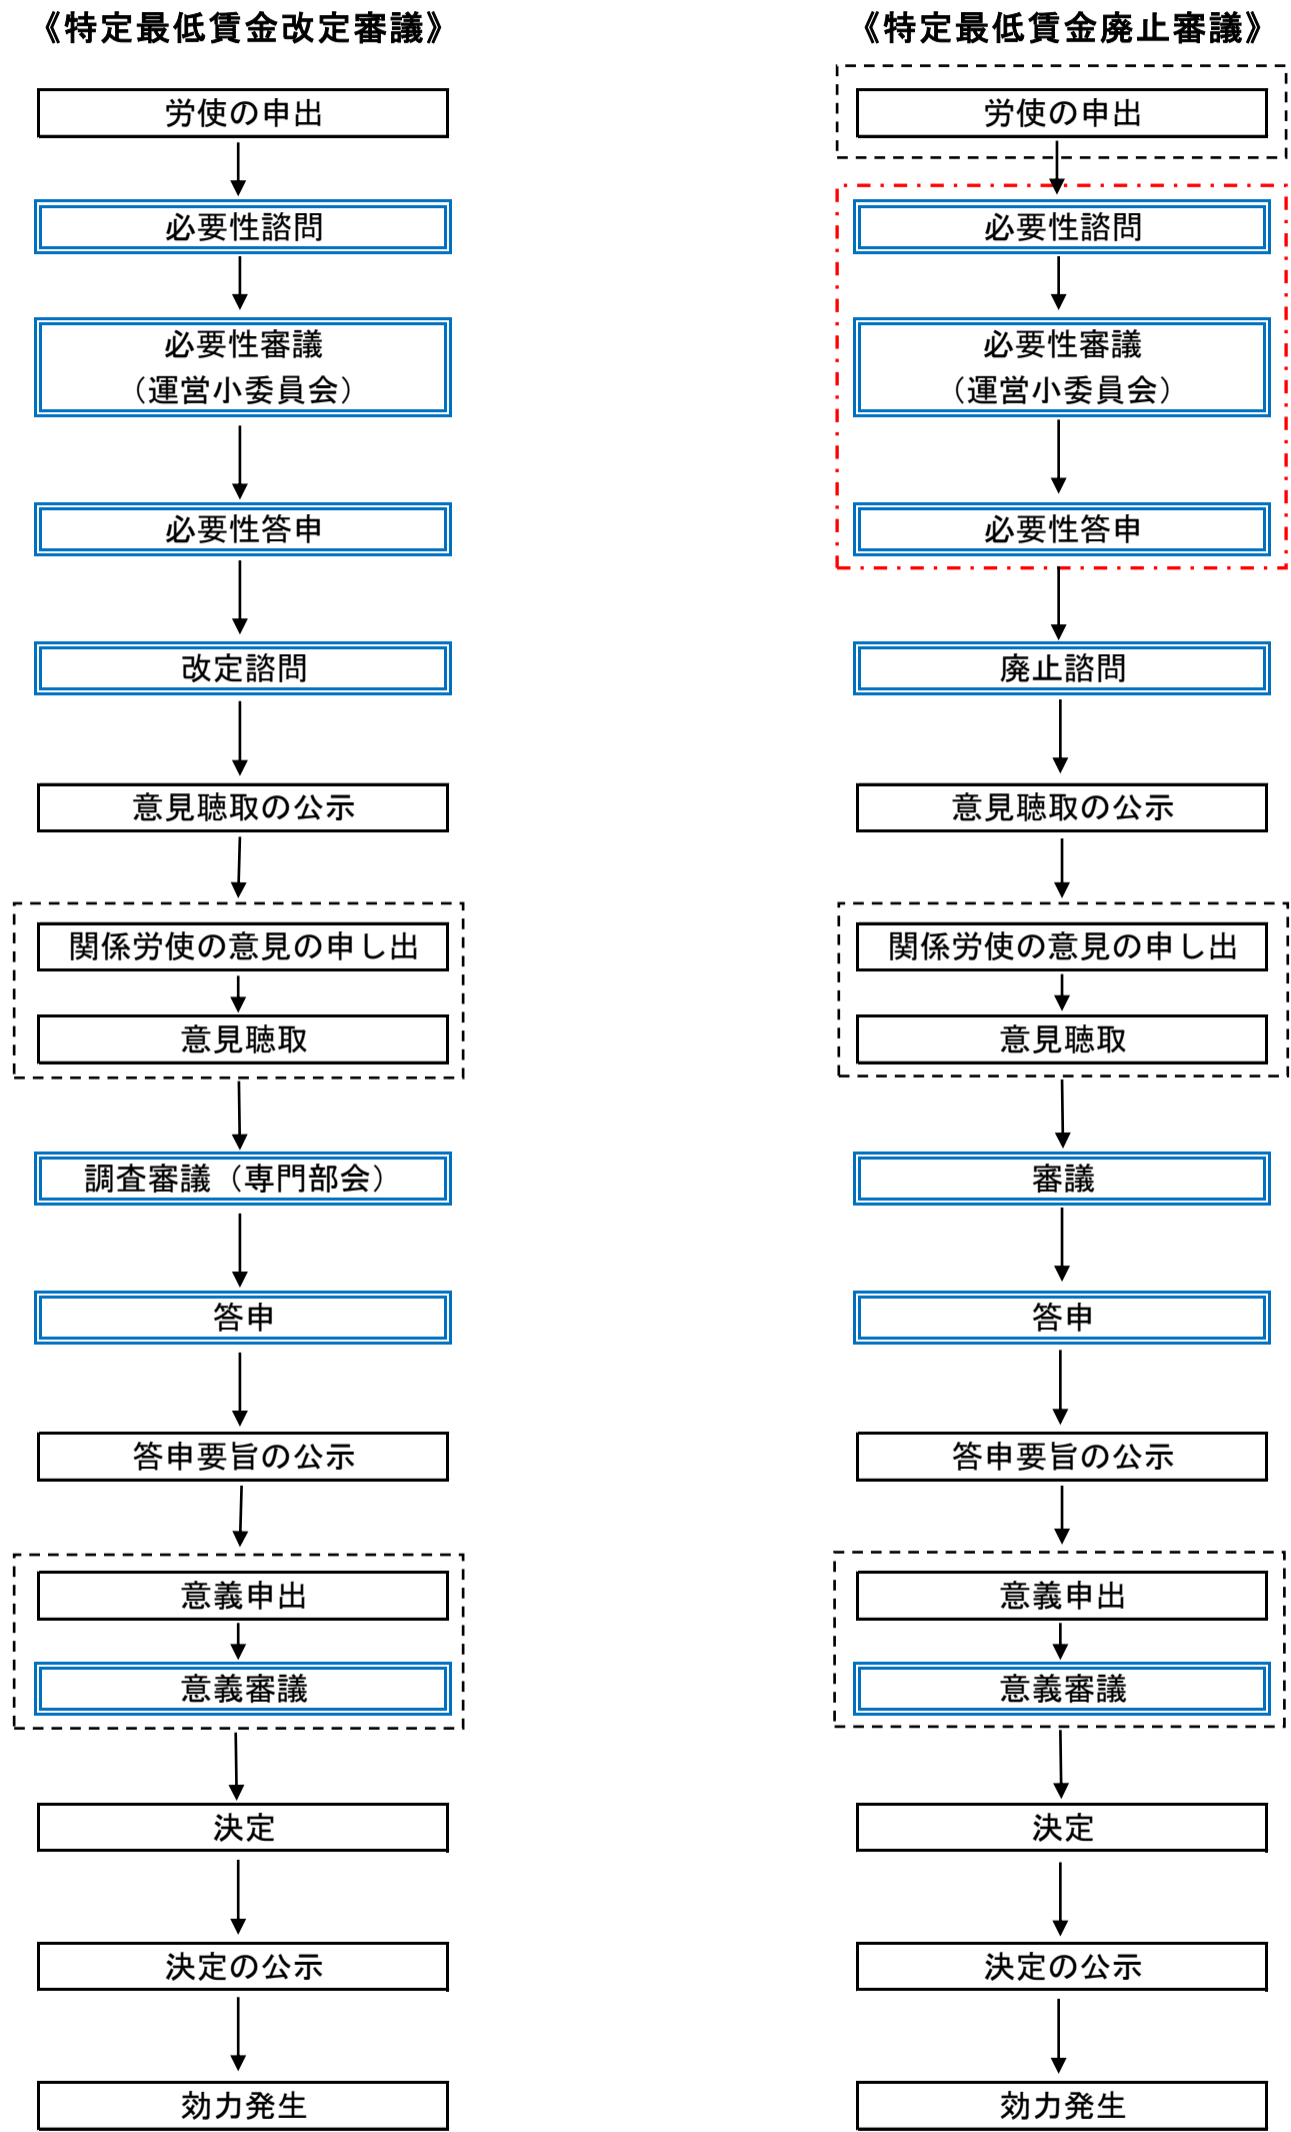 《特定最低賃金改定審議》
労使の申出
必要性諮問
必要性審議
（運営小委員会）
必要性答申
改定諮問
意見聴取の公示
関係労使の意見の申し出
意見聴取
調査審議（専門部会）
答申
答申要旨の公示
意義申出
意義審議
決定
決定の公示
効力発生
《特定最低賃金廃止審議》
労使の申出
必要性諮問
必要性審議
（運営小委員会）
必要性答申
廃止諮問
意見聴取の公示
関係労使の意見の申し出
意見聴取
審議
答申
答申要旨の公示
意義申出
意義審議
決定
決定の公示
効力発生